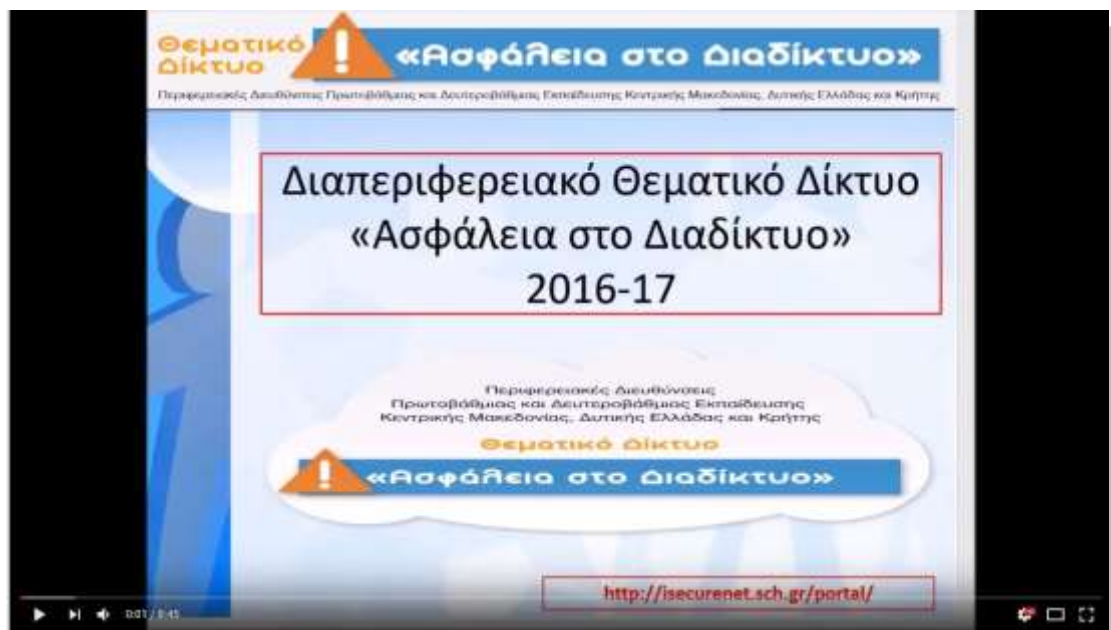 Θεματικό
Δίκτυο
«Ασφάλεια στο Διαδίκτυο»
Περιφερειακές Διευθύνσεις Πρωτοβάθμιας και Δευτεροβάθμιας Εκπαίδευσης Κεντρικής Μακεδονίας, Δυτικής Ελλάδας και Κρήτης
Διαπεριφερειακό Θεματικό Δίκτυο
«Ασφάλεια στο Διαδίκτυο»
2016-17
Περιφερειακές Διευθύνσεις
Πρωτοβάθμιας και Δευτεροβάθμιας Εκπαίδευσης
Κεντρικής Μακεδονίας, Δυτικής Ελλάδας και Κρήτης
Θεματικό Δίκτυο
«Ασφάλεια στο Διαδίκτυο»
http://isecurenet.sch.gr/portal/